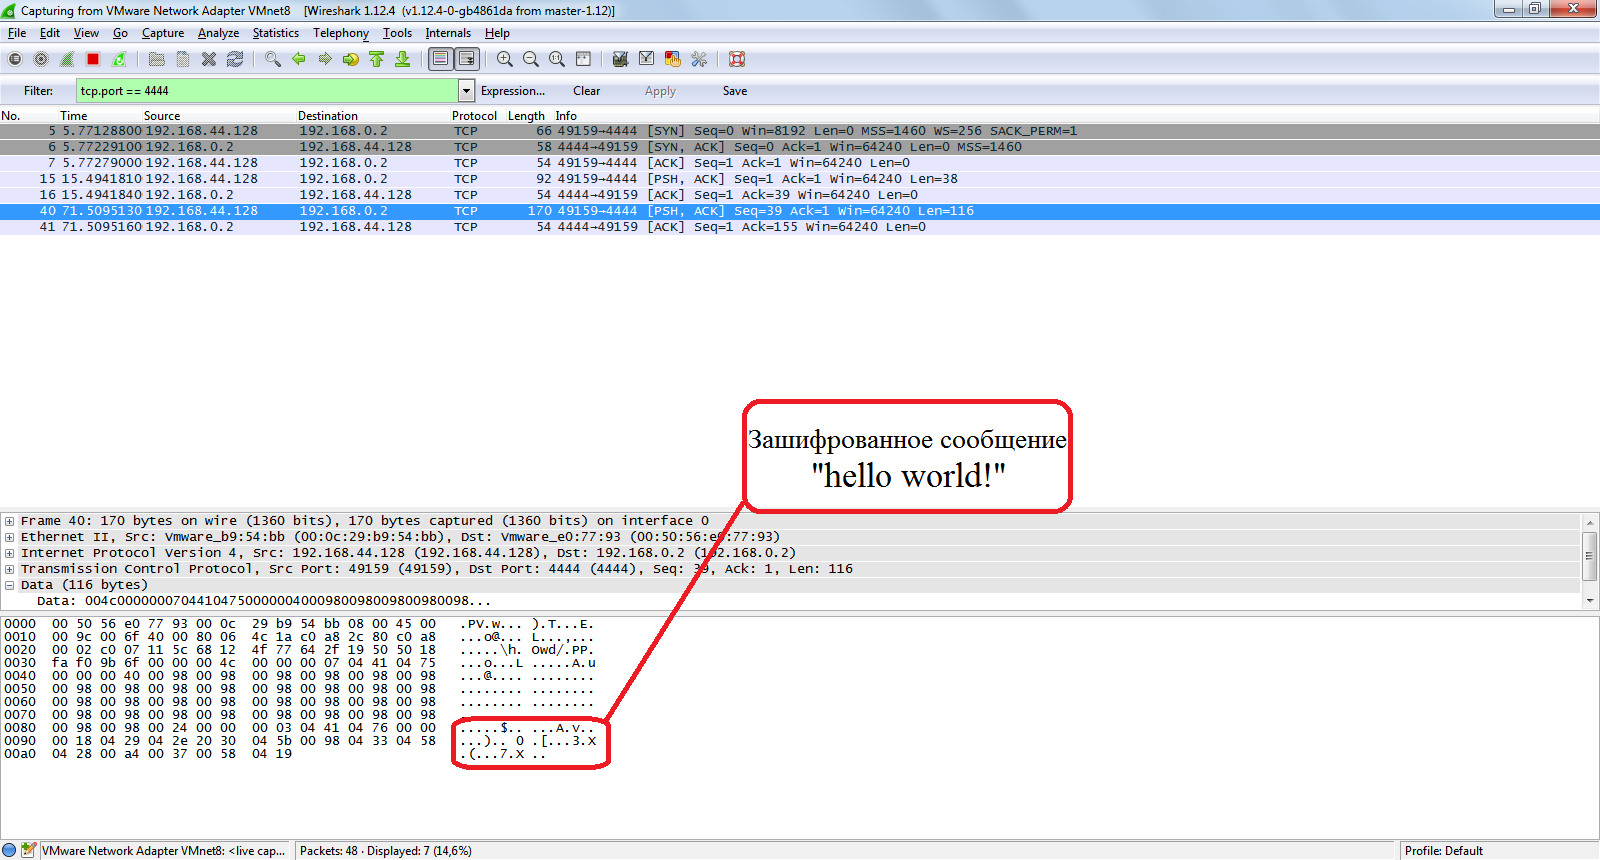 Capturing from VMware Network Adapter VMnet8 [Wireshark 1.12.4 (v1.12.4-0-gb4861da from master-1.12)]
File Edit View Go Capture Analyze Statistics Telephony Tools Internals Help
Filter: tcp.port == 4444 Expression... Clear Apply Save
No. Time Source Destination Protocol Length Info
5 5.77128800 192.168.44.128 192.168.0.2 TCP 66 49159→4444 [SYN] Seq=0 Win=8192 Len=0 MSS=1460 WS=256 SACK_PERM=1
6 5.77229100 192.168.0.2 192.168.44.128 TCP 58 4444→49159 [SYN, ACK] Seq=0 Ack=1 Win=64240 Len=0 MSS=1460
7 5.77279000 192.168.44.128 192.168.0.2 TCP 54 49159→4444 [ACK] Seq=1 Ack=1 Win=64240 Len=0
15 15.4941810 192.168.44.128 192.168.0.2 TCP 92 49159→4444 [PSH, ACK] Seq=1 Ack=1 Win=64240 Len=38
16 15.4941840 192.168.0.2 192.168.44.128 TCP 54 4444→49159 [ACK] Seq=1 Ack=39 Win=64240 Len=0
40 71.5095130 192.168.44.128 192.168.0.2 TCP 170 49159→4444 [PSH, ACK] Seq=39 Ack=1 Win=64240 Len=116
41 71.5095160 192.168.0.2 192.168.44.128 TCP 54 4444→49159 [ACK] Seq=1 Ack=155 Win=64240 Len=0
Зашифрованное сообщение
"hello world!"
Frame 40: 170 bytes on wire (1360 bits), 170 bytes captured (1360 bits) on interface 0
Ethernet II, Src: Vmware_b9:54:bb (00:0c:29:b9:54:bb), Dst: Vmware_e0:77:93 (00:50:56:e0:77:93)
Internet Protocol Version 4, Src: 192.168.44.128 (192.168.44.128), Dst: 192.168.0.2 (192.168.0.2)
Transmission Control Protocol, Src Port: 49159 (49159), Dst Port: 4444 (4444), Seq: 39, Ack: 1, Len: 116
Data (116 bytes)
Data: 004c000000070441047500000040009800980098009800980098...
0000 00 50 56 e0 77 93 00 0c 29 b9 54 bb 08 00 45 00 .PV.w... ).T...E.
0010 00 9c 00 6f 40 00 80 06 4c 1a c0 a8 2c 80 c0 a8 ...o@... L...,...
0020 00 02 c0 07 11 5c 68 12 4f 77 64 2f 19 50 50 18 .....\h. Owd/.PP.
0030 fa f0 9b 6f 00 00 00 4c 00 00 00 07 04 41 04 75 ...o...L .....A.u
0040 00 00 00 40 00 98 00 98 00 98 00 98 00 98 00 98 ...@.... ........
0050 00 98 00 98 00 98 00 98 00 98 00 98 00 98 00 98 ........ ........
0060 00 98 00 98 00 98 00 98 00 98 00 98 00 98 00 98 ........ ........
0070 00 98 00 98 00 98 00 98 00 98 00 98 00 98 00 98
0080 00 98 00 98 00 24 00 00 00 03 04 41 04 76 00 00 .....$.. ...A.v..
0090 00 18 04 29 04 2e 20 30 04 5b 00 98 04 33 04 58 ...).. 0 .[...3.X
00a0 04 28 00 a4 00 37 00 58 04 19 .(...7.X ..
VMware Network Adapter VMnet8: <live cap... Packets: 48 · Displayed: 7 (14,6%) Profile: Default